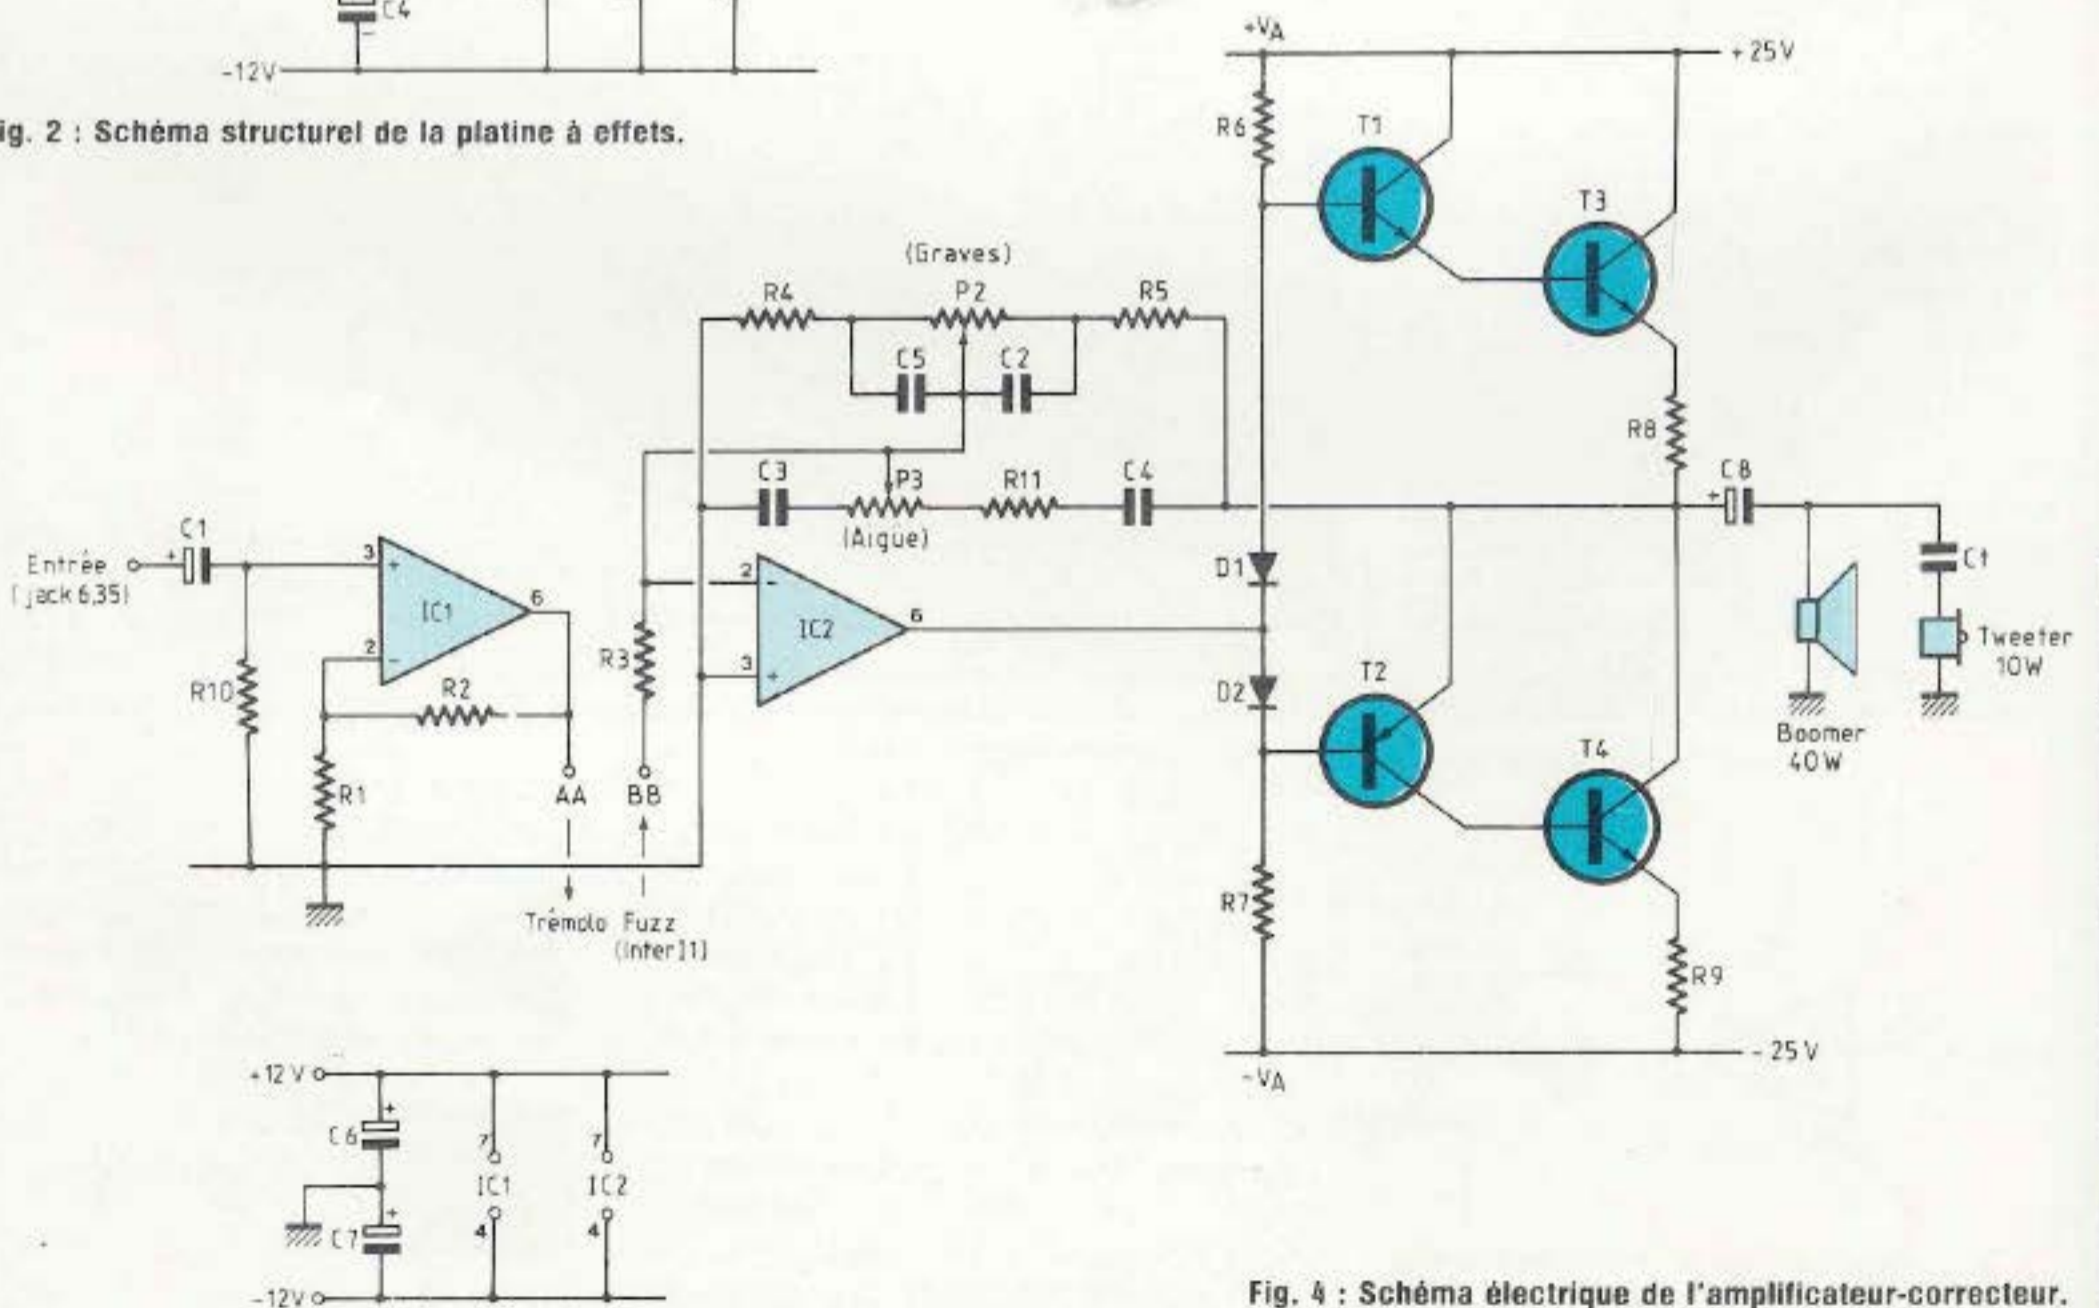 C4
-12V
ig. 2 : Schéma structurel de la platine à effets.
+VA
+25V
R6
T1
T3
(Graves)
R4
P2
R5
C5
C2
R8
C3
P3
R11
C4
C8
+
(Aigüe)
C1
+
Entrée
(jack 6,35)
3
+
IC1
6
2
-
R10
R2
R1
AA
BB
R3
2
-
IC2
6
3
+
D1
D2
T2
T4
Ct
Tweeter
10W
Boomer
40W
Trémolo Fuzz
(Inter]1)
R7
R9
-25V
-VA
+12V
+
C6
7
7
IC1
IC2
+
C7
4
4
-12V
Fig. 4 : Schéma électrique de l'amplificateur-correcteur.